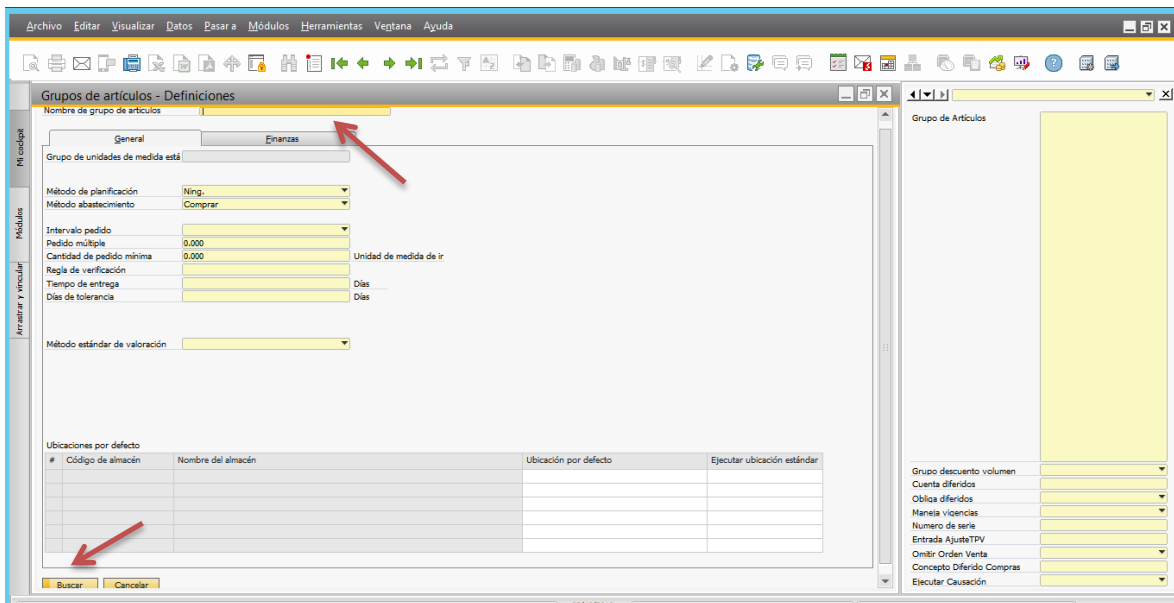 Archivo Editar Visualizar Datos Pasar a Módulos Herramientas Ventana Ayuda
Grupos de artículos - Definiciones
Nombre de grupo de artículos
General Finanzas
Grupo de unidades de medida está
Método de planificación Ning.
Método abastecimiento Comprar
Intervalo pedido
Pedido múltiple 0.000
Cantidad de pedido mínima 0.000 Unidad de medida de ir
Regla de verificación
Tiempo de entrega Días
Días de tolerancia Días
Método estándar de valoración
Ubicaciones por defecto
# Código de almacén Nombre del almacén Ubicación por defecto Ejecutar ubicación estándar
Buscar Cancelar
Mi cockpit
Módulos
Arrastrar y vincular
Grupo de Artículos
Grupo descuento volumen
Cuenta diferidos
Obliga diferidos
Maneja vigencias
Numero de serie
Entrada AjusteTPV
Omitir Orden Venta
Concepto Diferido Compras
Ejecutar Causación